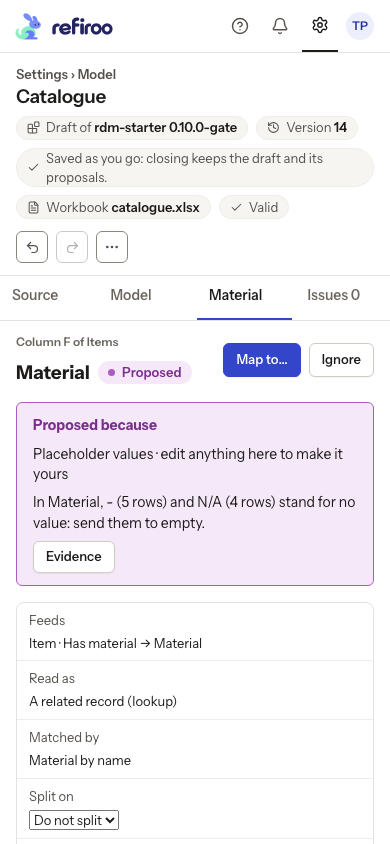 refiroo
TP
Settings › Model
Catalogue
Draft of rdm-starter 0.10.0-gate
Version 14
Saved as you go: closing keeps the draft and its
proposals.
Workbook catalogue.xlsx
Valid
Source
Model
Material
Issues 0
Column F of Items
Material
Proposed
Map to...
Ignore
Proposed because
Placeholder values · edit anything here to make it
yours
In Material, - (5 rows) and N/A (4 rows) stand for no
value: send them to empty.
Evidence
Feeds
Item · Has material → Material
Read as
A related record (lookup)
Matched by
Material by name
Split on
Do not split